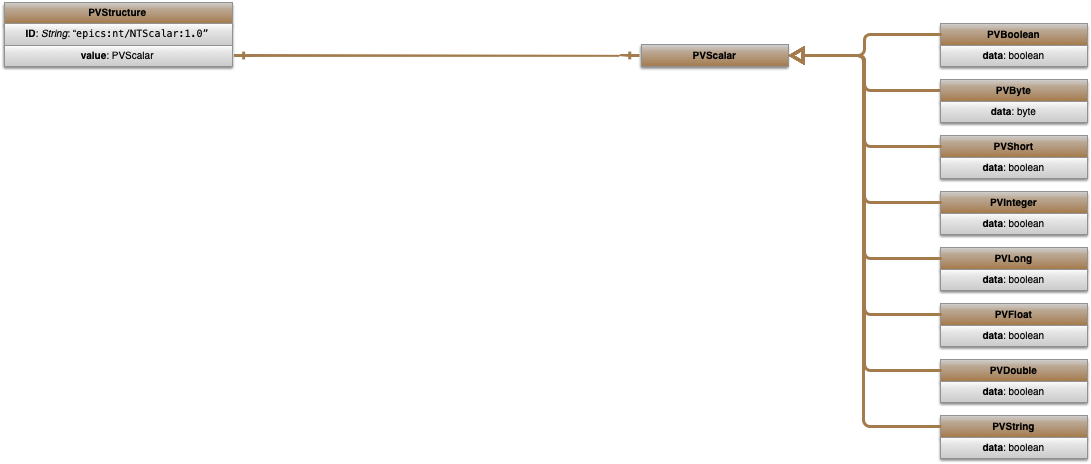 PVStructure
ID: String: “epics:nt/NTScalar:1.0”
value: PVScalar
PVScalar
PVBoolean
data: boolean
PVByte
data: byte
PVShort
data: boolean
PVInteger
data: boolean
PVLong
data: boolean
PVFloat
data: boolean
PVDouble
data: boolean
PVString
data: boolean